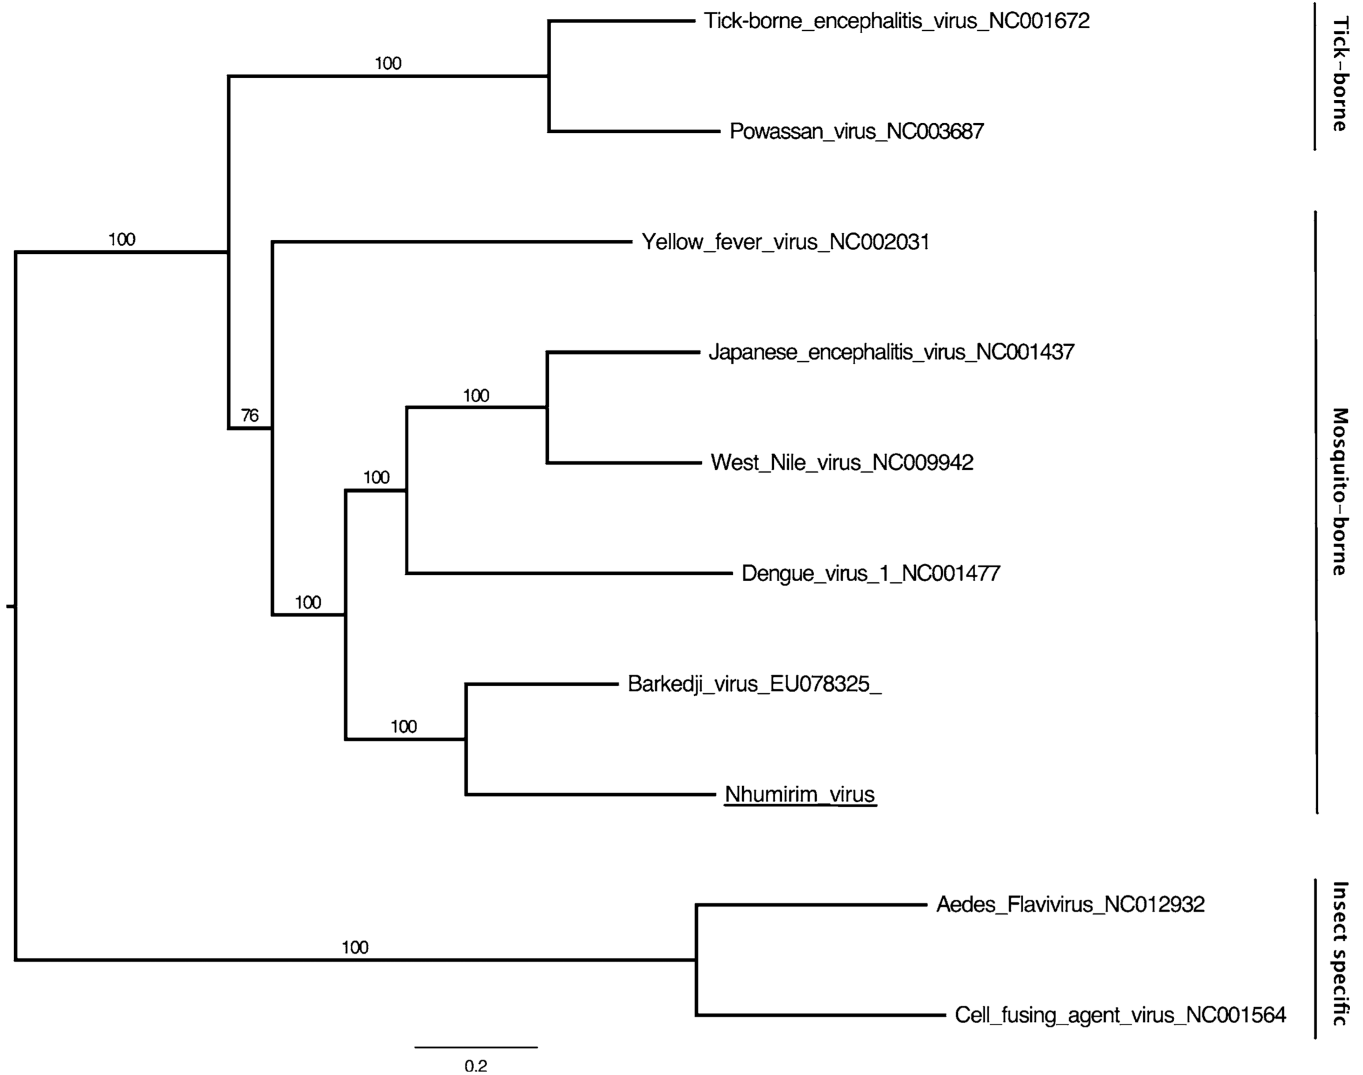 Tick-borne_encephalitis_virus_NC001672
100
Powassan_virus_NC003687
Tick-borne
100
Yellow_fever_virus_NC002031
Japanese_encephalitis_virus_NC001437
100
76
West_Nile_virus_NC009942
100
Mosquito-borne
Dengue_virus_1_NC001477
100
Barkedji_virus_EU078325_
100
Nhumirim_virus
Aedes_Flavivirus_NC012932
100
Insect specific
Cell_fusing_agent_virus_NC001564
0.2